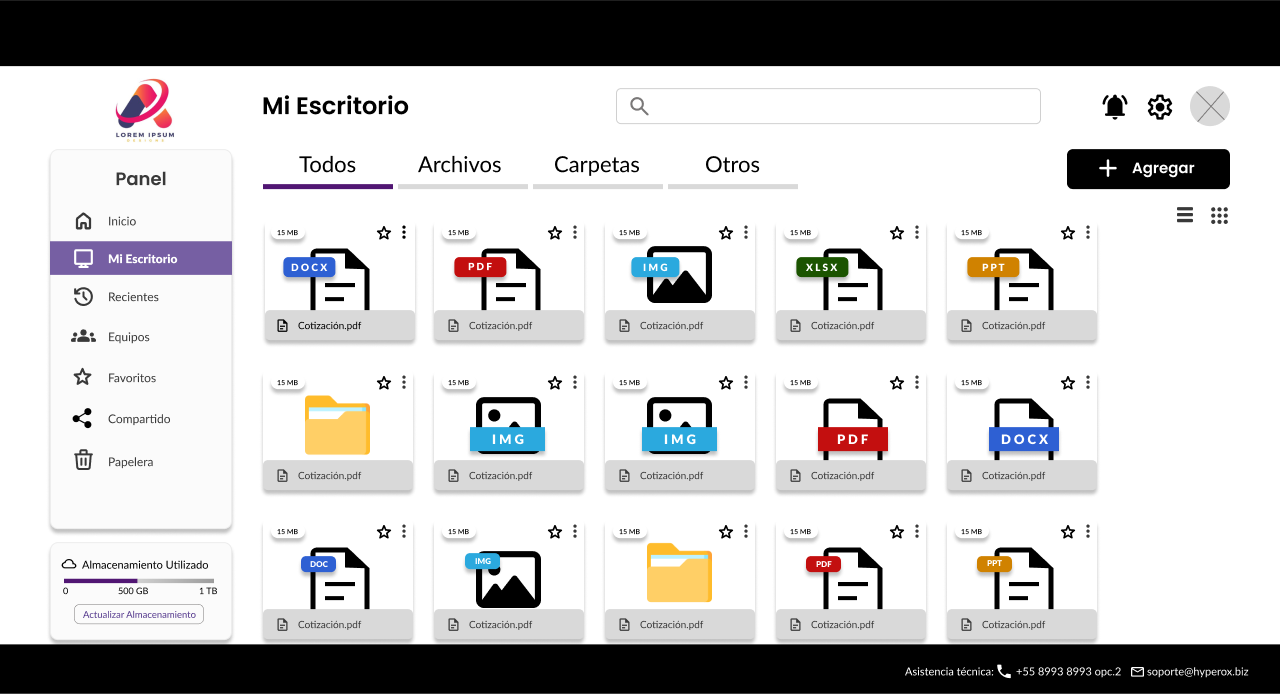 LOREM IPSUM
Mi Escritorio
Panel
Inicio
Mi Escritorio
Recientes
Equipos
Favoritos
Compartido
Papelera
Almacenamiento Utilizado
0 500 GB 1 TB
Actualizar Almacenamiento
Todos Archivos Carpetas Otros
Agregar
15 MB 15 MB 15 MB 15 MB 15 MB
DOCX PDF IMG XLSX PPT
Cotización.pdf Cotización.pdf Cotización.pdf Cotización.pdf Cotización.pdf
15 MB 15 MB 15 MB 15 MB 15 MB
IMG IMG PDF DOCX
Cotización.pdf Cotización.pdf Cotización.pdf Cotización.pdf Cotización.pdf
15 MB 15 MB 15 MB 15 MB 15 MB
DOC IMG PDF PPT
Cotización.pdf Cotización.pdf Cotización.pdf Cotización.pdf Cotización.pdf
Asistencia técnica: +55 8993 8993 opc.2 soporte@hyperox.biz